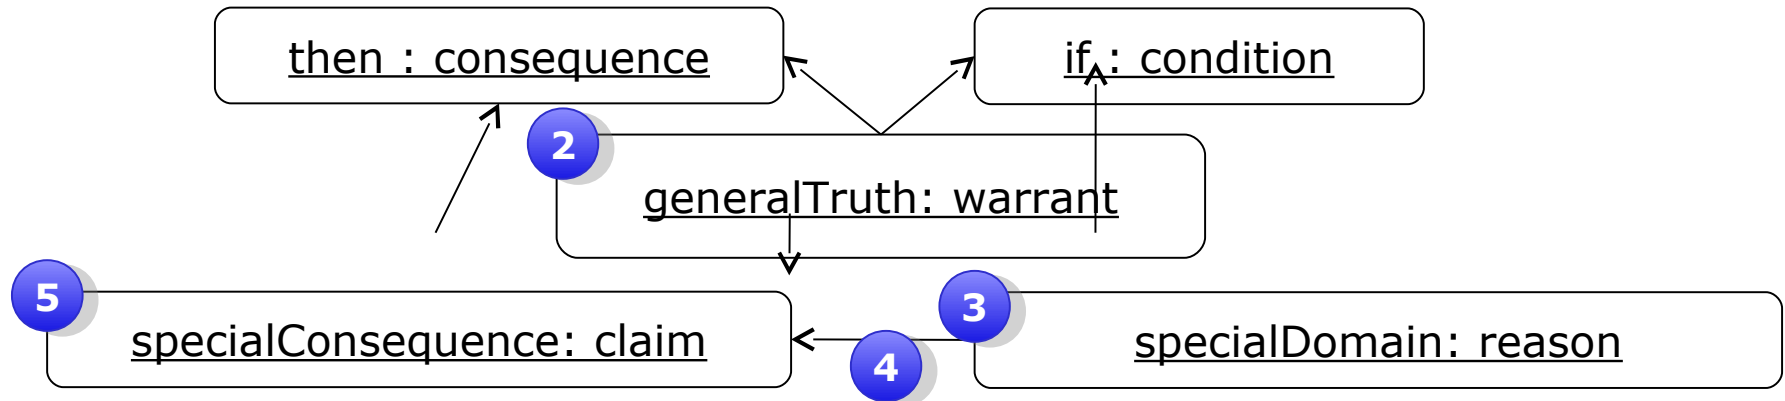 then : consequence
if : condition
2
generalTruth: warrant
5
3
specialConsequence: claim
4
specialDomain: reason